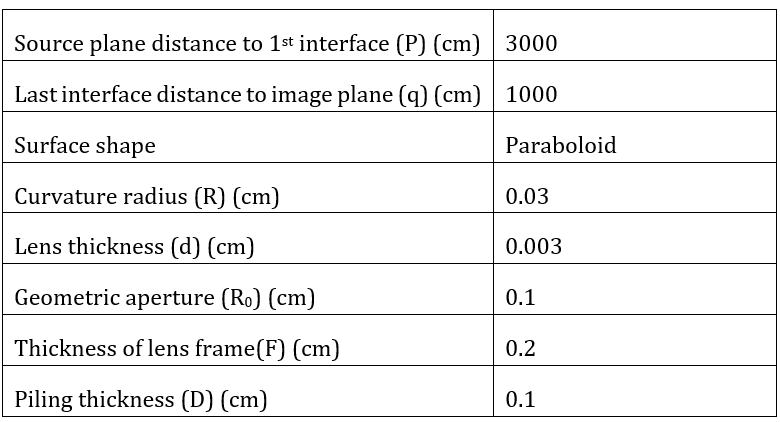 Source plane distance to 1st interface (P) (cm) 3000
Last interface distance to image plane (q) (cm) 1000
Surface shape Paraboloid
Curvature radius (R) (cm) 0.03
Lens thickness (d) (cm) 0.003
Geometric aperture (R₀) (cm) 0.1
Thickness of lens frame(F) (cm) 0.2
Piling thickness (D) (cm) 0.1